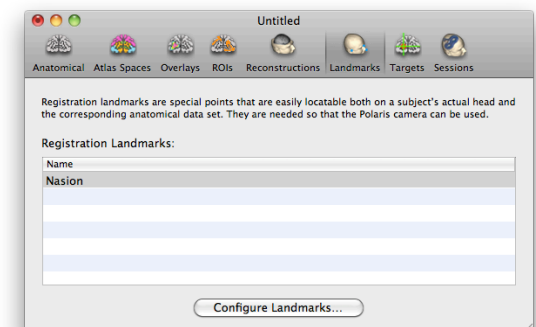 Untitled
Anatomical Atlas Spaces Overlays ROIs Reconstructions Landmarks Targets Sessions
Registration landmarks are special points that are easily locatable both on a subject's actual head and
the corresponding anatomical data set. They are needed so that the Polaris camera can be used.
Registration Landmarks:
Name
Nasion
Configure Landmarks...